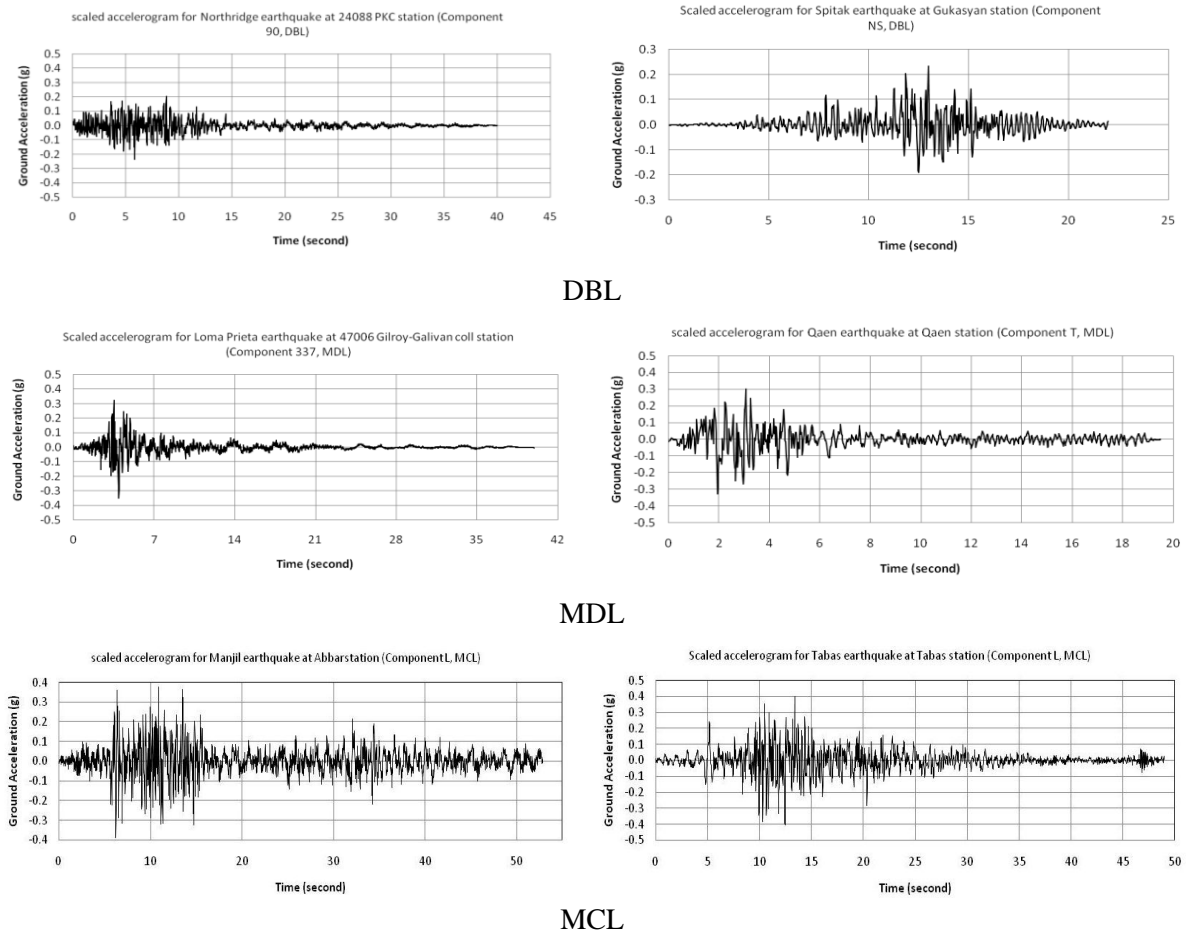 scaled accelerogram for Northridge earthquake at 24088 PKC station (Component
90, DBL)
Ground Acceleration (g)
0.5
0.4
0.3
0.2
0.1
0.0
-0.1
-0.2
-0.3
-0.4
-0.5
0 5 10 15 20 25 30 35 40 45
Time (second)
Scaled accelerogram for Spitak earthquake at Gukasyan station (Component
NS, DBL)
Ground Acceleration (g)
0.3
0.2
0.1
0.0
-0.1
-0.2
-0.3
0 5 10 15 20 25
Time (second)
DBL
Scaled accelerogram for Loma Prieta earthquake at 47006 Gilroy-Galivan coll station
(Component 337, MDL)
Ground Acceleration (g)
0.5
0.4
0.3
0.2
0.1
0.0
-0.1
-0.2
-0.3
-0.4
-0.5
0 7 14 21 28 35 42
Time (second)
scaled accelerogram for Qaen earthquake at Qaen station (Component T, MDL)
Ground Acceleration (g)
0.5
0.4
0.3
0.2
0.1
0.0
-0.1
-0.2
-0.3
-0.4
-0.5
0 2 4 6 8 10 12 14 16 18 20
Time (second)
MDL
scaled accelerogram for Manjil earthquake at Abbarstation (Component L, MCL)
Ground Acceleration (g)
0.4
0.3
0.2
0.1
0.0
-0.1
-0.2
-0.3
-0.4
0 10 20 30 40 50
Time (second)
Scaled accelerogram for Tabas earthquake at Tabas station (Component L, MCL)
Ground Acceleration (g)
0.5
0.4
0.3
0.2
0.1
0.0
-0.1
-0.2
-0.3
-0.4
-0.5
0 5 10 15 20 25 30 35 40 45 50
Time (second)
MCL